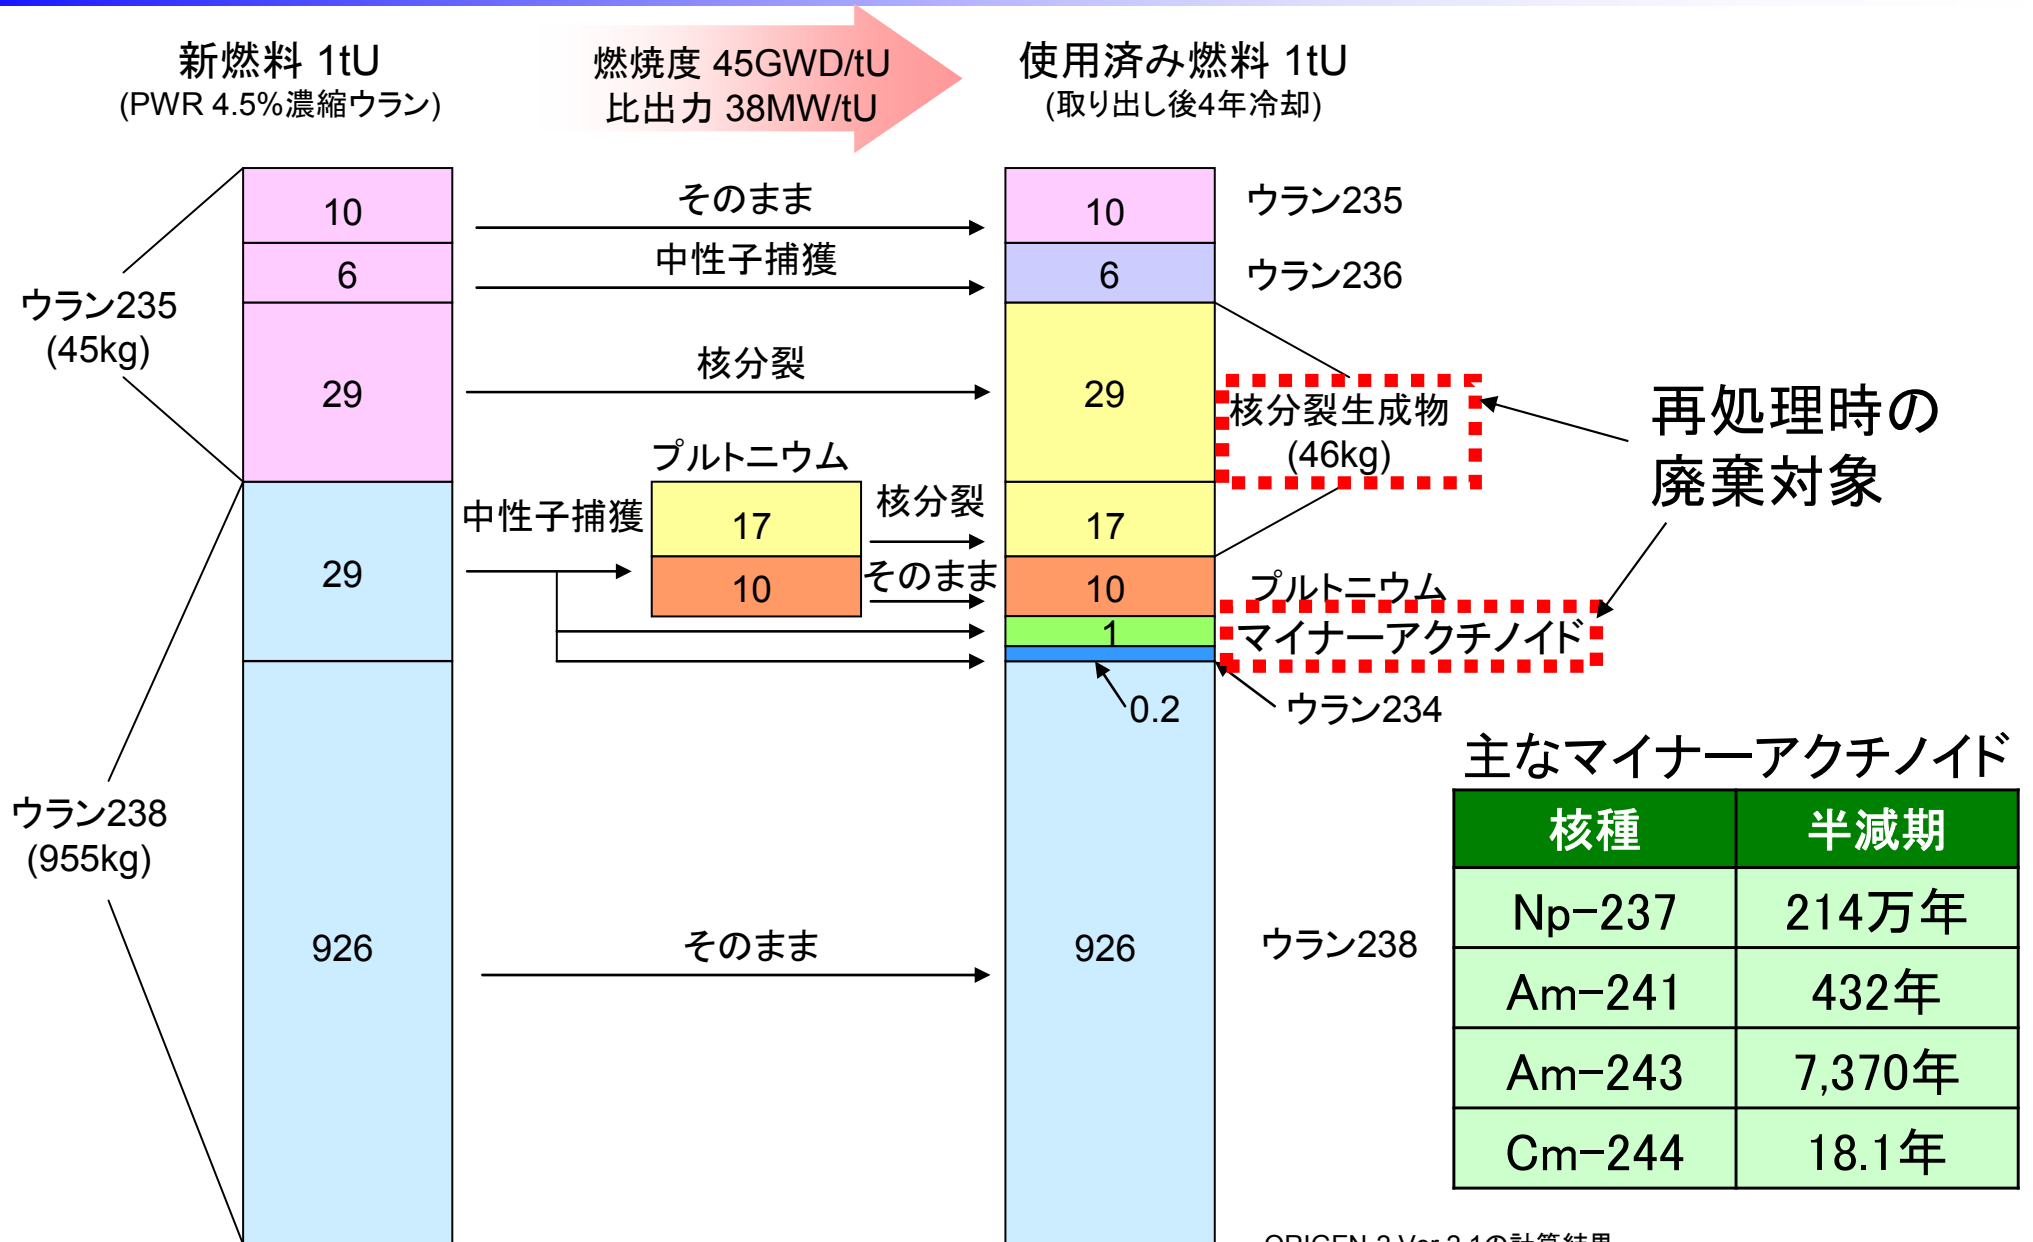 新燃料 1tU
(PWR 4.5%濃縮ウラン)
燃焼度 45GWD/tU
比出力 38MW/tU
使用済み燃料 1tU
(取り出し後4年冷却)
ウラン235
(45kg)
ウラン238
(955kg)
10
6
29
29
926
そのまま
中性子捕獲
核分裂
中性子捕獲
プルトニウム
17
10
核分裂
そのまま
そのまま
10
6
29
17
10
1
0.2
926
ウラン235
ウラン236
核分裂生成物
(46kg)
プルトニウム
マイナーアクチノイド
ウラン234
ウラン238
再処理時の
廃棄対象
主なマイナーアクチノイド
核種 半減期
Np-237 214万年
Am-241 432年
Am-243 7,370年
Cm-244 18.1年
ORIGEN-2 Ver.2.1の計算結果